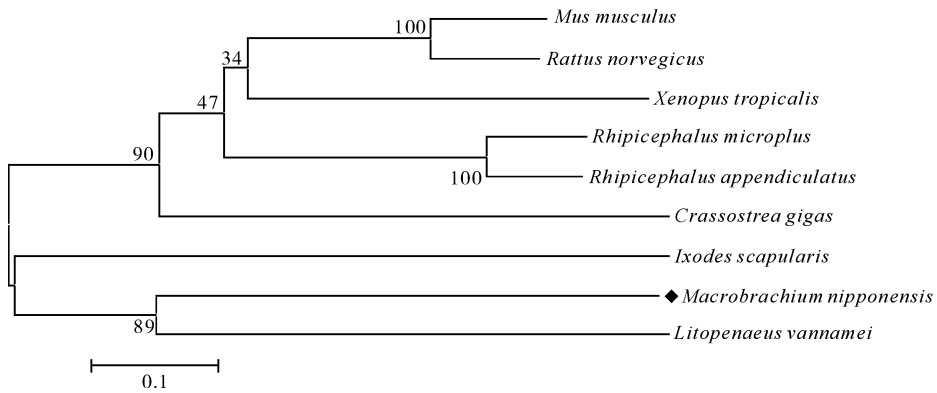 Mus musculus
100
Rattus norvegicus
34
Xenopus tropicalis
47
Rhipicephalus microplus
90
100
Rhipicephalus appendiculatus
Crassostrea gigas
Ixodes scapularis
◆ Macrobrachium nipponensis
89
Litopenaeus vannamei
0.1